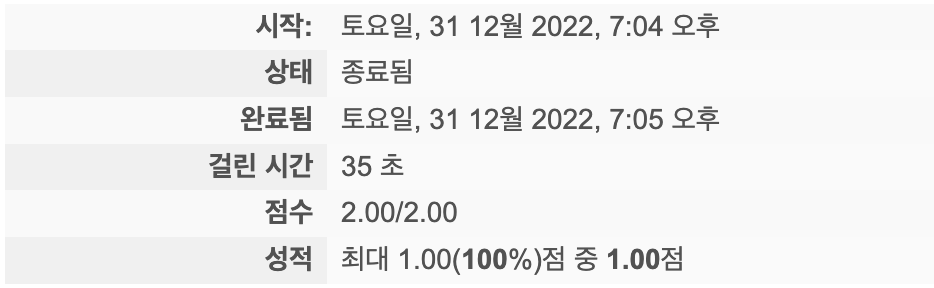 시작: 토요일, 31 12월 2022, 7:04 오후
상태 종료됨
완료됨 토요일, 31 12월 2022, 7:05 오후
걸린 시간 35 초
점수 2.00/2.00
성적 최대 1.00(100%)점 중 1.00점